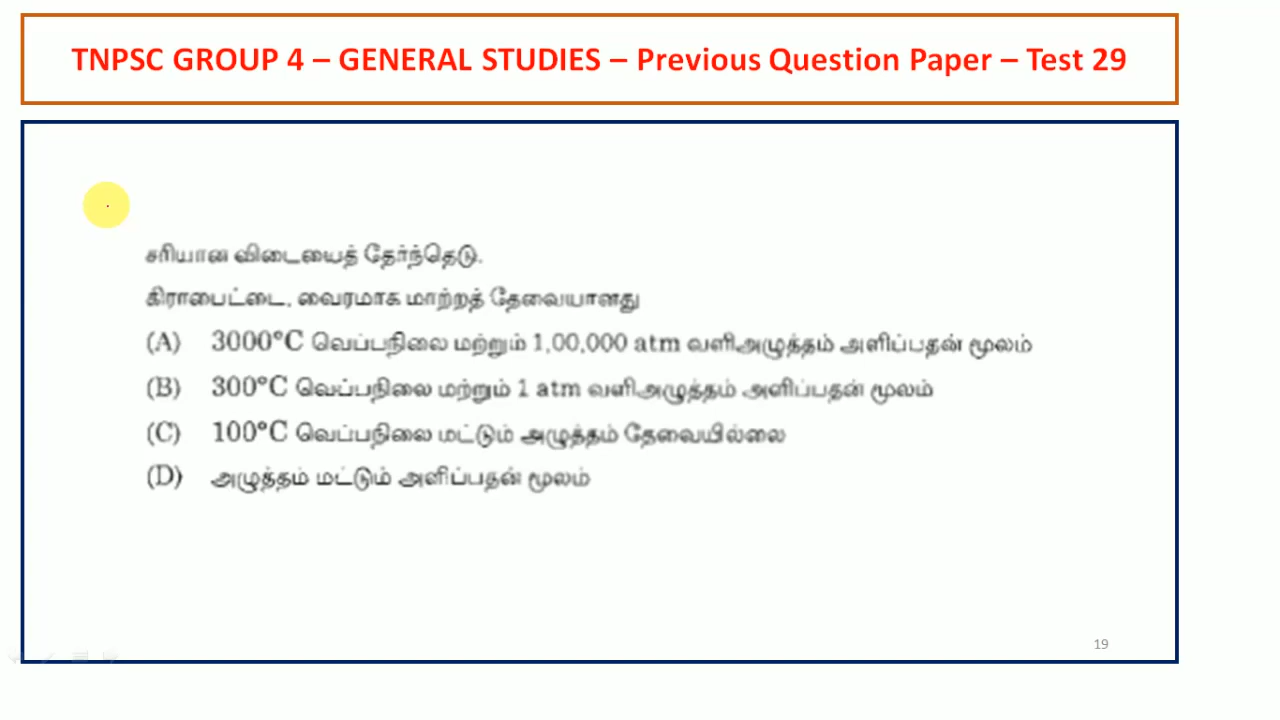 TNPSC GROUP 4 – GENERAL STUDIES – Previous Question Paper – Test 29
சரியான விடையைத் தேர்ந்தெடு.
கிராபைட்டை, வைரமாக மாற்றத் தேவையானது
(A) 3000°C வெப்பநிலை மற்றும் 1,00,000 atm வளிஅழுத்தம் அளிப்பதன் மூலம்
(B) 300°C வெப்பநிலை மற்றும் 1 atm வளிஅழுத்தம் அளிப்பதன் மூலம்
(C) 100°C வெப்பநிலை மட்டும் அழுத்தம் தேவையில்லை
(D) அழுத்தம் மட்டும் அளிப்பதன் மூலம்
19